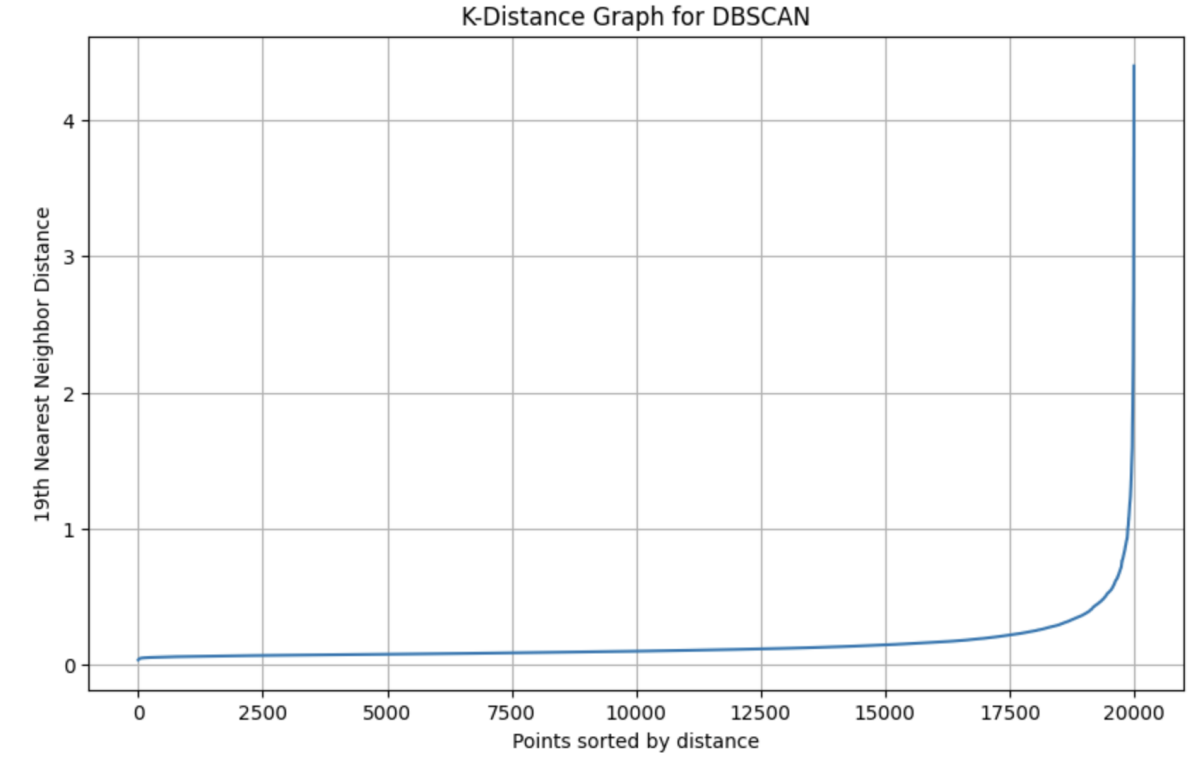 K-Distance Graph for DBSCAN
19th Nearest Neighbor Distance
4
3
2
1
0
0 2500 5000 7500 10000 12500 15000 17500 20000
Points sorted by distance